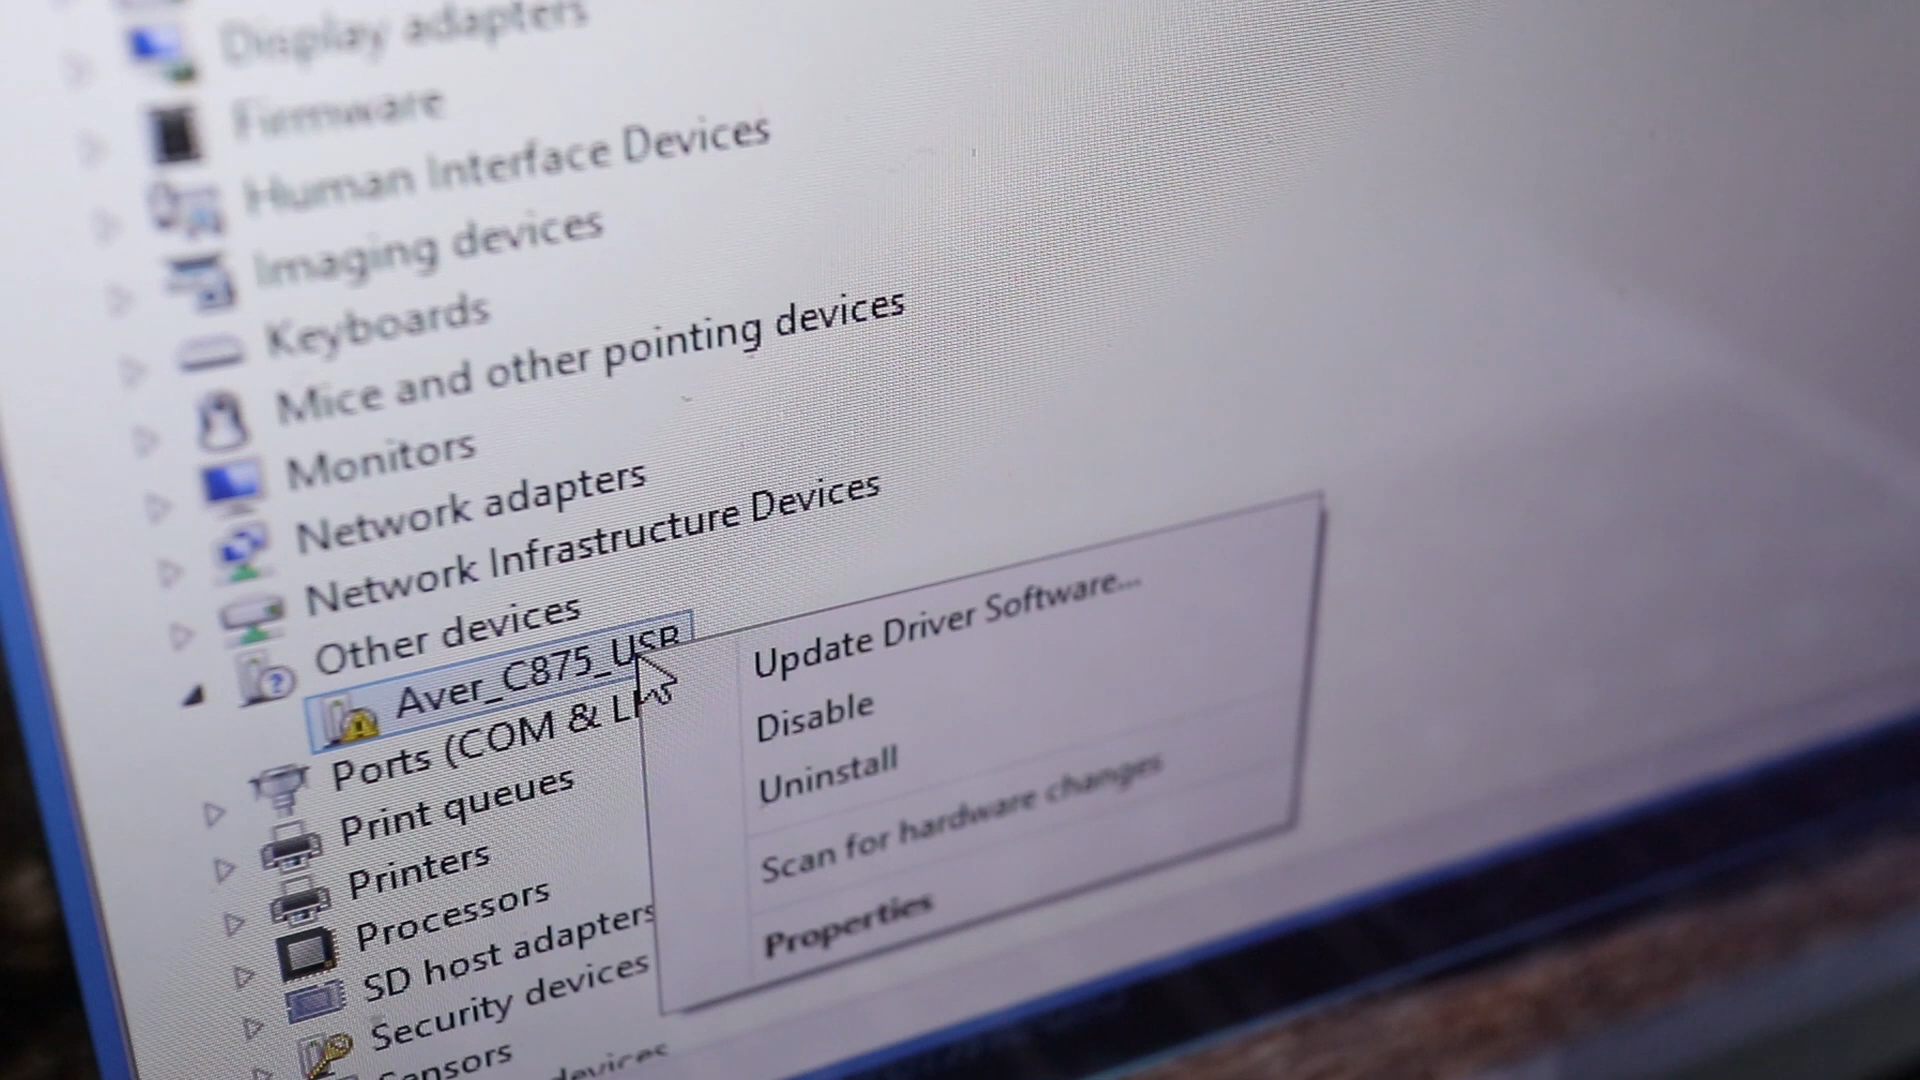 Display adapters
Firmware
Human Interface Devices
Imaging devices
Keyboards
Mice and other pointing devices
Monitors
Network adapters
Network Infrastructure Devices
Other devices
Aver_C875_USB
Ports (COM & L
Print queues
Printers
Processors
SD host adapters
Security devices
ensors
devices
Update Driver Software...
Disable
Uninstall
Scan for hardware changes
Properties